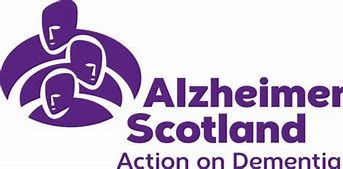 Alzheimer
Scotland
Action on Dementia